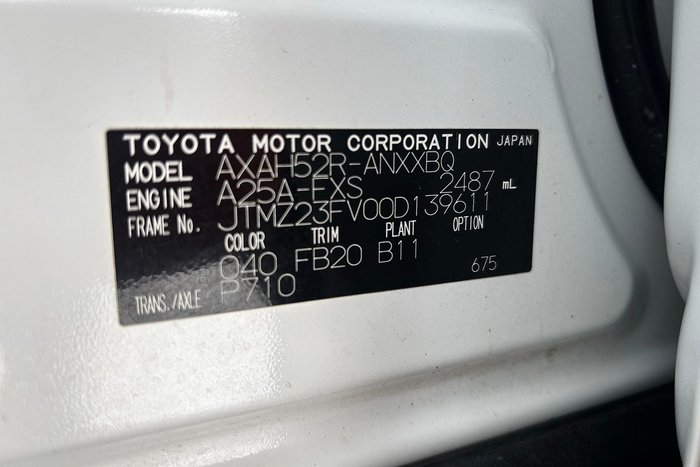 TOYOTA MOTOR CORPORATION JAPAN
MODEL AXAH52R-ANXXBQ
ENGINE A25A-FXS 2487 mL
FRAME No. JTMZ23FV00D139611
COLOR TRIM PLANT OPTION
040 FB20 B11 675
TRANS./AXLE P710